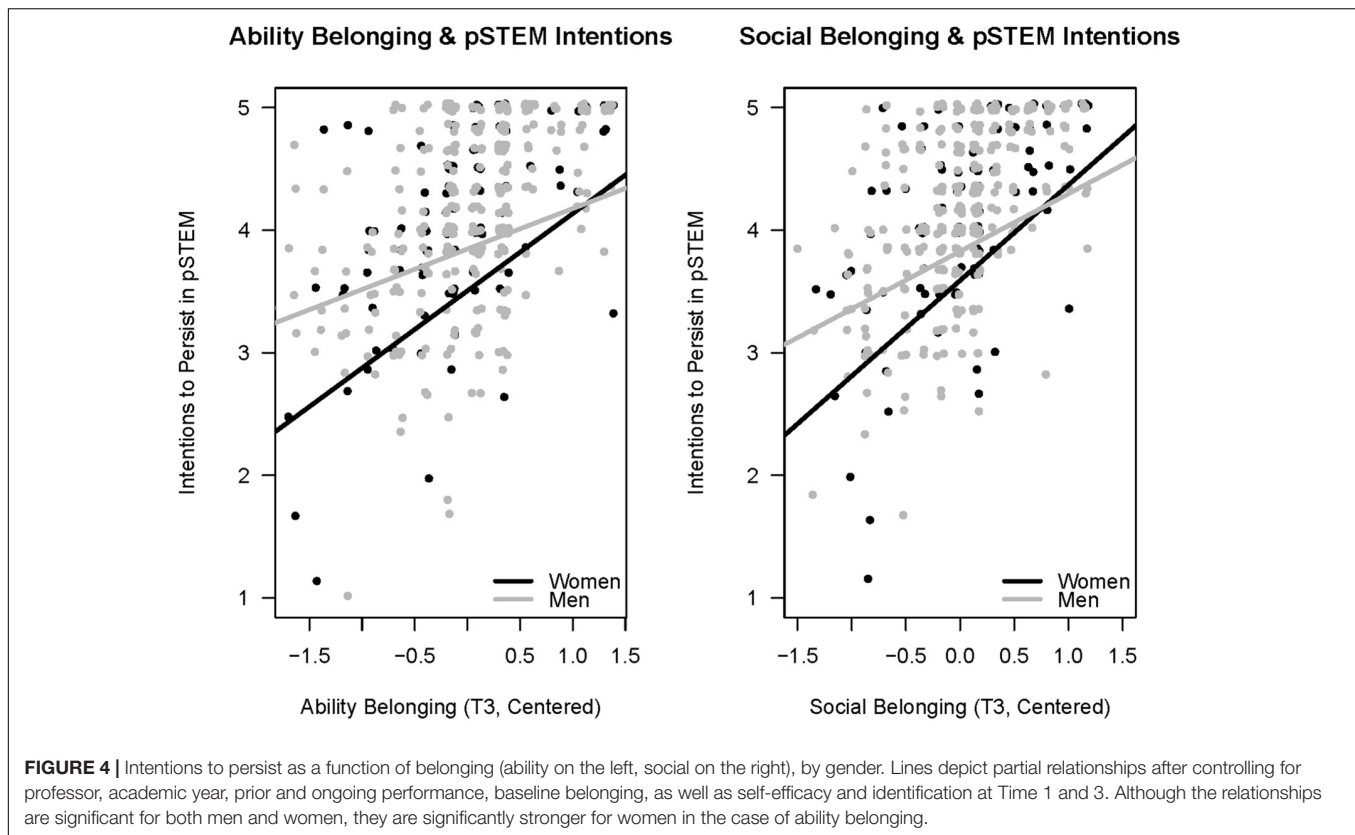 Ability Belonging & pSTEM Intentions
Social Belonging & pSTEM Intentions
Intentions to Persist in pSTEM
5
4
3
2
1
Women
Men
−1.5
−0.5
0.5
1.0
1.5
Ability Belonging (T3, Centered)
Intentions to Persist in pSTEM
5
4
3
2
1
Women
Men
−1.5
−0.5
0.0
0.5
1.0
1.5
Social Belonging (T3, Centered)
FIGURE 4 | Intentions to persist as a function of belonging (ability on the left, social on the right), by gender. Lines depict partial relationships after controlling for
professor, academic year, prior and ongoing performance, baseline belonging, as well as self-efficacy and identification at Time 1 and 3. Although the relationships
are significant for both men and women, they are significantly stronger for women in the case of ability belonging.